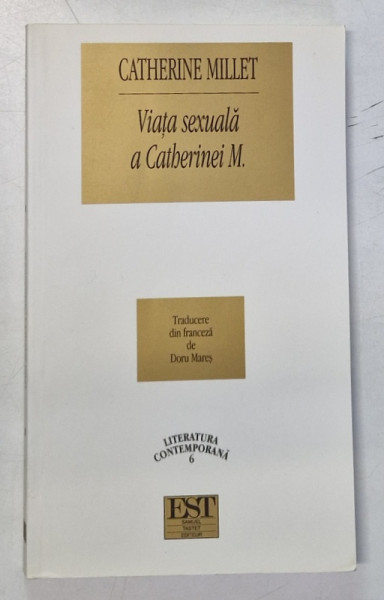 CATHERINE MILLET
Viața sexuală
a Catherinei M.
Traducere
din franceză
de
Doru Mareș
LITERATURA
CONTEMPORANĂ
6
EST
SAMUEL
TASTET
EDITEUR